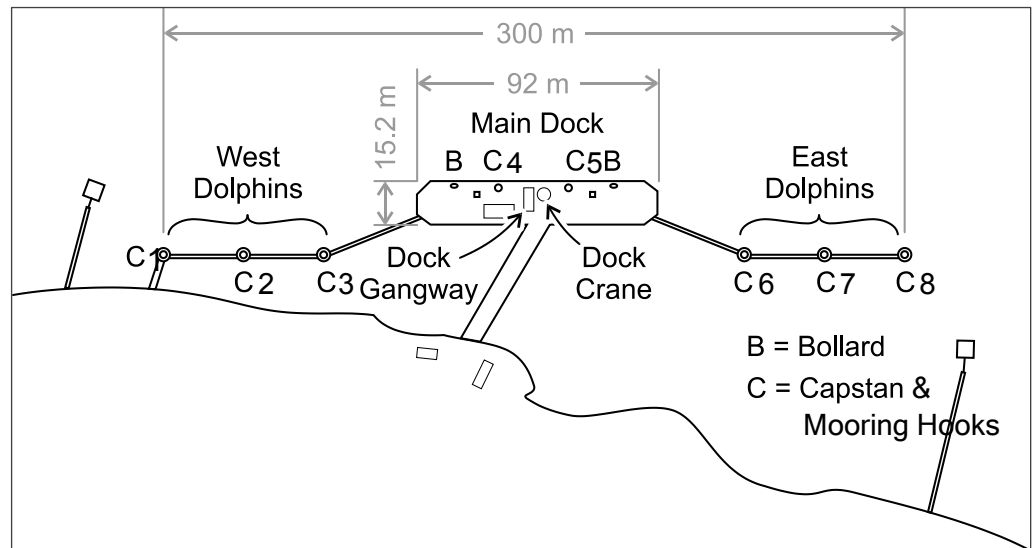 300 m
92 m
15.2 m
Main Dock
B C4 C5B
West
Dolphins
East
Dolphins
C1
C2
C3
Dock
Gangway
Dock
Crane
C6
C7
C8
B = Bollard
C = Capstan &
Mooring Hooks